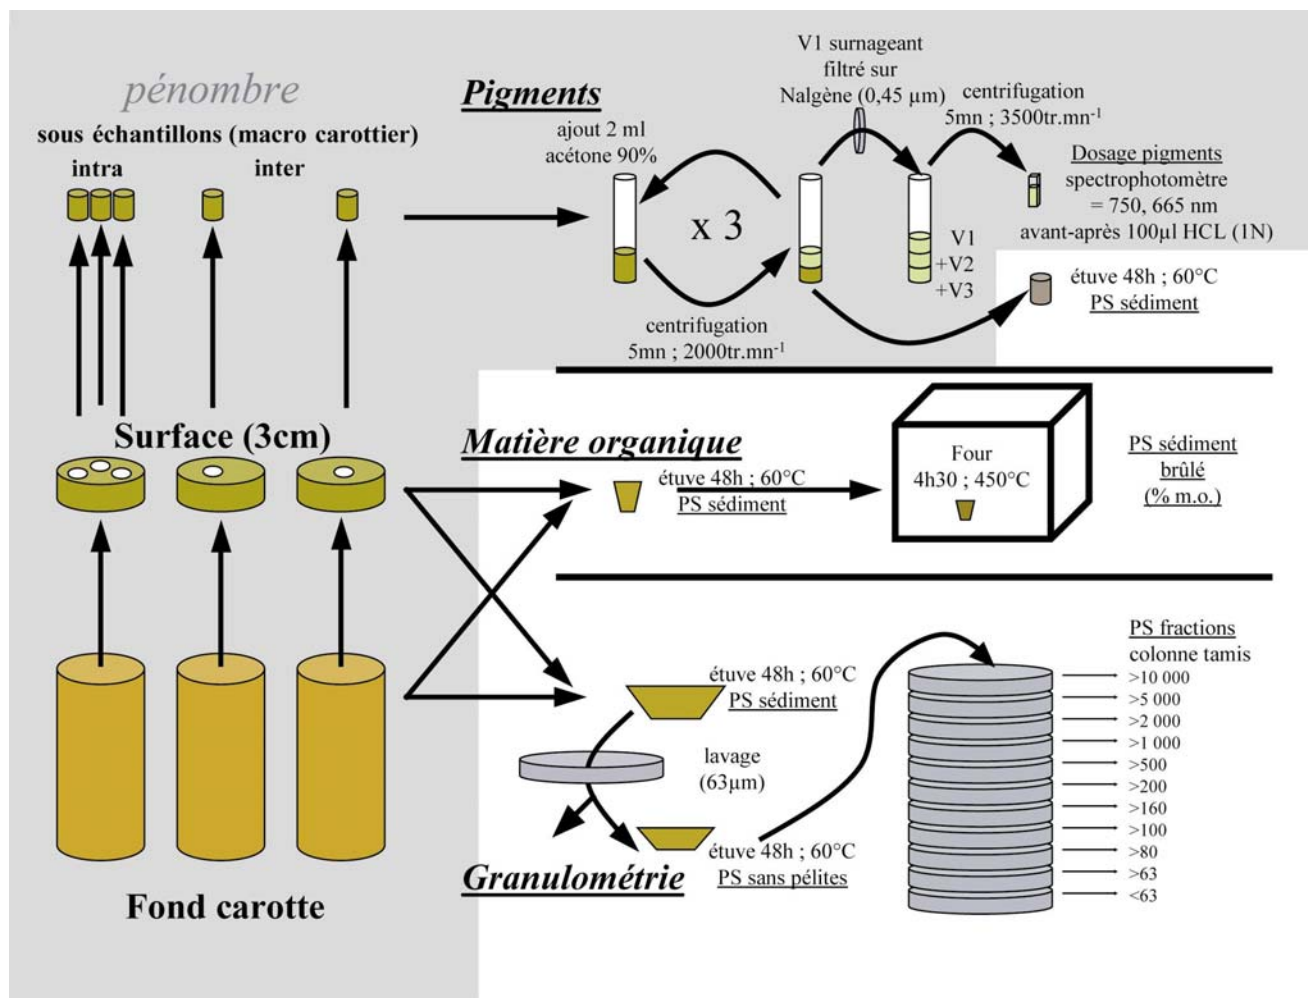 pénombre
sous échantillons (macro carottier)
intra
inter
Surface (3cm)
Fond carotte
Pigments
ajout 2 ml
acétone 90%
x 3
centrifugation
5mn ; 2000tr.mn-1
V1 surnageant
filtré sur
Nalgène (0,45 µm)
V1
+V2
+V3
centrifugation
5mn ; 3500tr.mn-1
Dosage pigments
spectrophotomètre
= 750, 665 nm
avant-après 100µl HCL (1N)
étuve 48h ; 60°C
PS sédiment
Matière organique
étuve 48h ; 60°C
PS sédiment
Four
4h30 ; 450°C
PS sédiment
brûlé
(% m.o.)
étuve 48h ; 60°C
PS sédiment
lavage
(63µm)
étuve 48h ; 60°C
PS sans pélites
Granulométrie
PS fractions
colonne tamis
>10 000
>5 000
>2 000
>1 000
>500
>200
>160
>100
>80
>63
<63